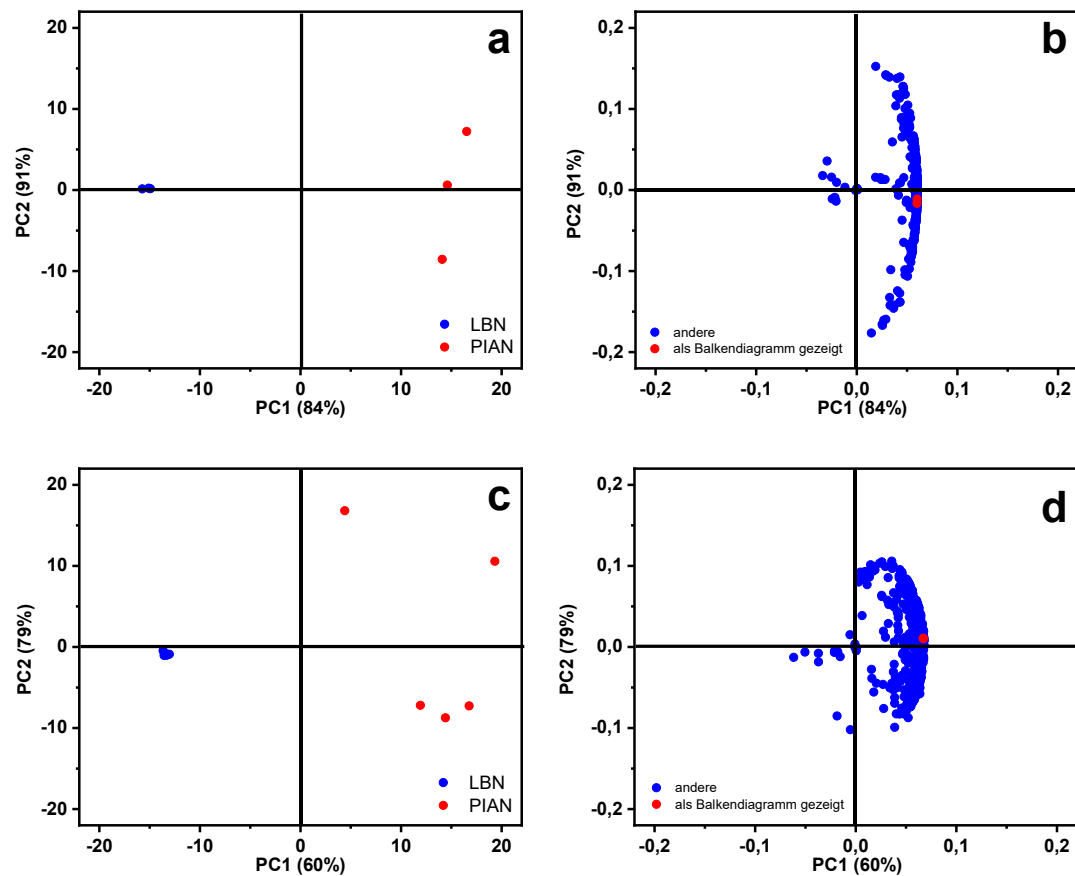 a
20
10
0
-10
-20
PC2 (91%)
LBN
PIAN
-20 -10 0 10 20
PC1 (84%)
b
0,2
0,1
0,0
-0,1
-0,2
PC2 (91%)
andere
als Balkendiagramm gezeigt
-0,2 -0,1 0,0 0,1 0,2
PC1 (84%)
c
20
10
0
-10
-20
PC2 (79%)
LBN
PIAN
-20 -10 0 10 20
PC1 (60%)
d
0,2
0,1
0,0
-0,1
-0,2
PC2 (79%)
andere
als Balkendiagramm gezeigt
-0,2 -0,1 0,0 0,1 0,2
PC1 (60%)